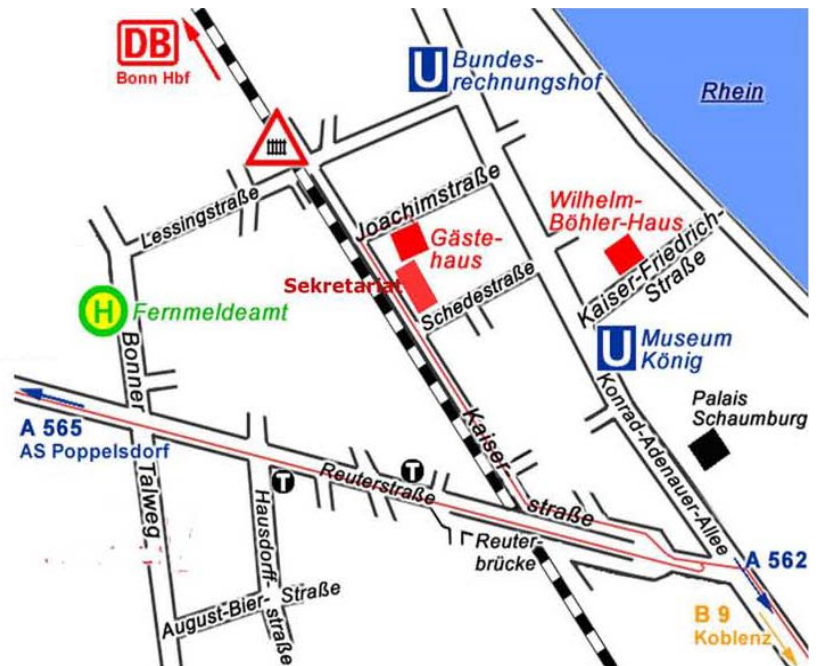 DB
Bonn Hbf
U
Bundes-
rechnungshof
Rhein
Lessingstraße
Joachimstraße
Wilhelm-
Böhler-Haus
Gäste-
haus
Kaiser-Friedrich-
Straße
Sekretariat
Schedestraße
H
Fernmeldeamt
U
Museum
König
Bonner
Talweg
Konrad-Adenauer-Allee
Palais
Schaumburg
A 565
AS Poppelsdorf
Kaiser
straße
T
T
Reuterstraße
Hausdorff-
straße
Reuter-
brücke
A 562
August-Bier-Straße
B 9
Koblenz